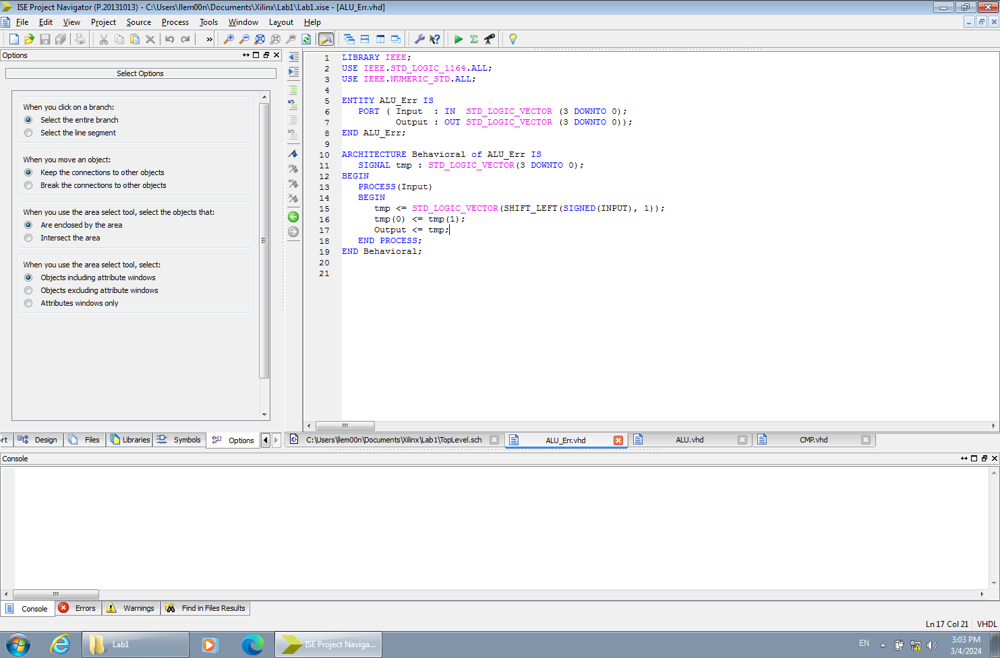 ISE Project Navigator (P.20131013) - C:\Users\llem00n\Documents\Xilinx\Lab1\Lab1.xise - [ALU_Err.vhd]
File Edit View Project Source Process Tools Window Layout Help
»
Options
Select Options
When you click on a branch:
Select the entire branch
Select the line segment
When you move an object:
Keep the connections to other objects
Break the connections to other objects
When you use the area select tool, select the objects that:
Are enclosed by the area
Intersect the area
When you use the area select tool, select:
Objects including attribute windows
Objects excluding attribute windows
Attributes windows only
1 LIBRARY IEEE;
2 USE IEEE.STD_LOGIC_1164.ALL;
3 USE IEEE.NUMERIC_STD.ALL;
4
5 ENTITY ALU_Err IS
6 PORT ( Input : IN STD_LOGIC_VECTOR (3 DOWNTO 0);
7 Output : OUT STD_LOGIC_VECTOR (3 DOWNTO 0));
8 END ALU_Err;
9
10 ARCHITECTURE Behavioral of ALU_Err IS
11 SIGNAL tmp : STD_LOGIC_VECTOR(3 DOWNTO 0);
12 BEGIN
13 PROCESS(Input)
14 BEGIN
15 tmp <= STD_LOGIC_VECTOR(SHIFT_LEFT(SIGNED(INPUT), 1));
16 tmp(0) <= tmp(1);
17 Output <= tmp;
18 END PROCESS;
19 END Behavioral;
20
21
rt Design Files Libraries Symbols Options
C:\Users\llem00n\Documents\Xilinx\Lab1\TopLevel.sch ALU_Err.vhd ALU.vhd CMP.vhd
Console
Console Errors Warnings Find in Files Results
Ln 17 Col 21 VHDL
Lab1 ISE Project Naviga... EN 3:03 PM
3/4/2024